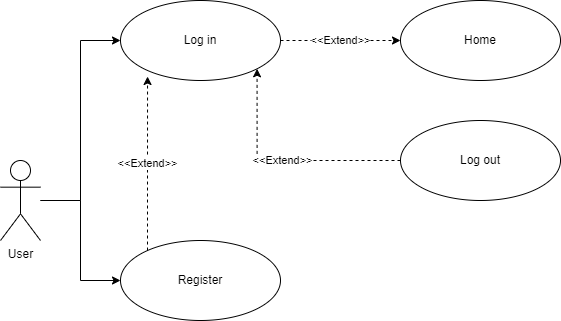 Log in
<<Extend>>
Home
<<Extend>>
<<Extend>>
Log out
User
Register